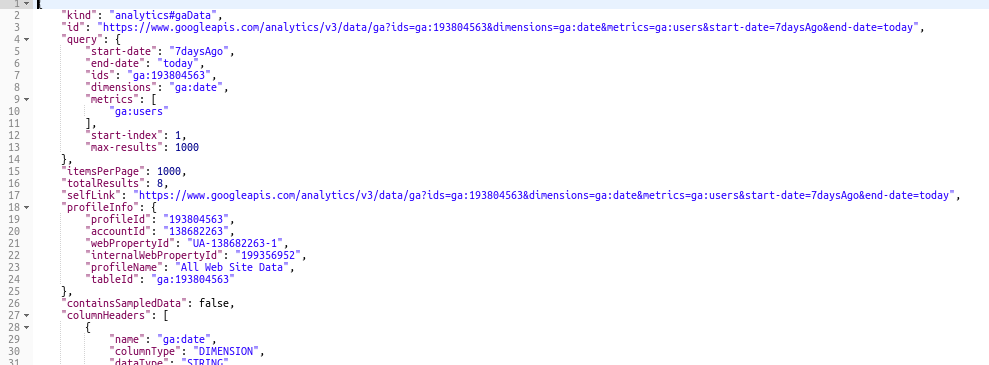 1 {
2 "kind": "analytics#gaData",
3 "id": "https://www.googleapis.com/analytics/v3/data/ga?ids=ga:193804563&dimensions=ga:date&metrics=ga:users&start-date=7daysAgo&end-date=today",
4 "query": {
5 "start-date": "7daysAgo",
6 "end-date": "today",
7 "ids": "ga:193804563",
8 "dimensions": "ga:date",
9 "metrics": [
10 "ga:users"
11 ],
12 "start-index": 1,
13 "max-results": 1000
14 },
15 "itemsPerPage": 1000,
16 "totalResults": 8,
17 "selfLink": "https://www.googleapis.com/analytics/v3/data/ga?ids=ga:193804563&dimensions=ga:date&metrics=ga:users&start-date=7daysAgo&end-date=today",
18 "profileInfo": {
19 "profileId": "193804563",
20 "accountId": "138682263",
21 "webPropertyId": "UA-138682263-1",
22 "internalWebPropertyId": "199356952",
23 "profileName": "All Web Site Data",
24 "tableId": "ga:193804563"
25 },
26 "containsSampledData": false,
27 "columnHeaders": [
28 {
29 "name": "ga:date",
30 "columnType": "DIMENSION",
31 "dataType": "STRING"